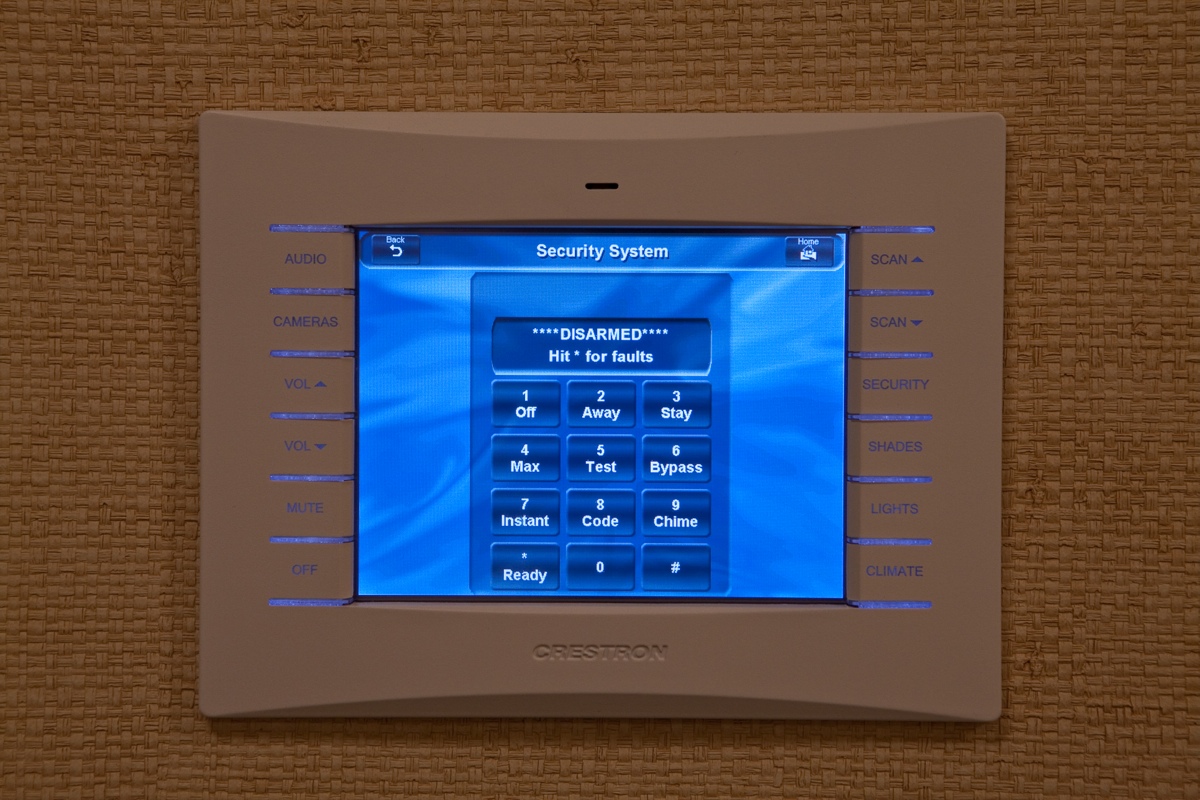 Back
Security System
Home
AUDIO
CAMERAS
VOL
VOL
MUTE
OFF
****DISARMED****
Hit * for faults
1
Off
2
Away
3
Stay
4
Max
5
Test
6
Bypass
7
Instant
8
Code
9
Chime
*
Ready
0
#
SCAN
SCAN
SECURITY
SHADES
LIGHTS
CLIMATE
CRESTRON